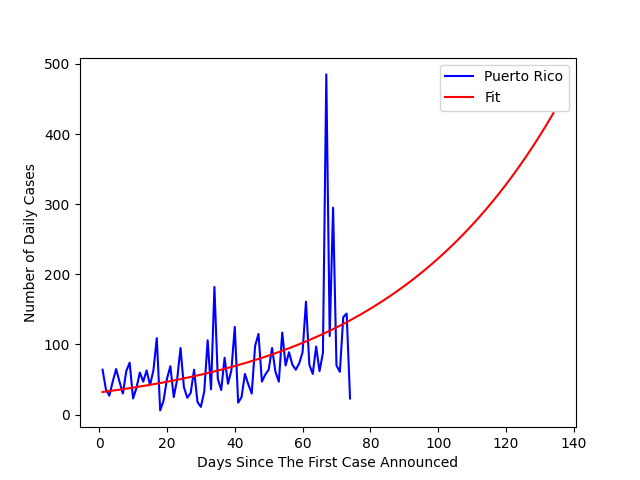 500
400
300
200
100
0
Number of Daily Cases
Puerto Rico
Fit
0 20 40 60 80 100 120 140
Days Since The First Case Announced